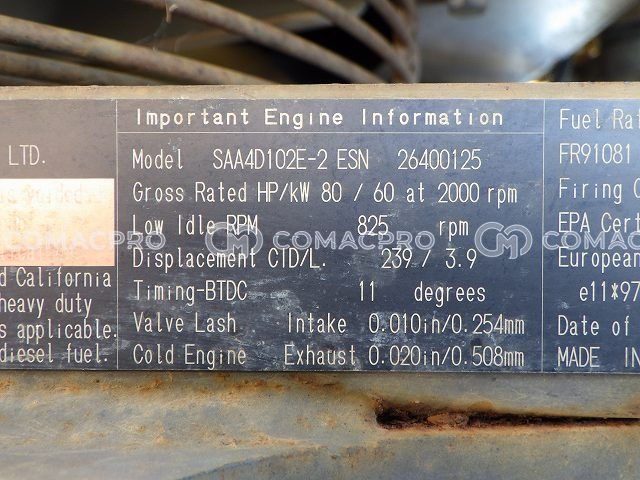 LTD.
d California
heavy duty
s applicable.
diesel fuel.
Important Engine Information
Model SAA4D102E-2 ESN 26400125
Gross Rated HP/kW 80 / 60 at 2000 rpm
Low Idle RPM 825 rpm
Displacement CTD/L. 239 / 3.9
Timing-BTDC 11 degrees
Valve Lash Intake 0.010in/0.254mm
Cold Engine Exhaust 0.020in/0.508mm
Fuel Rat
FR91081
Firing O
EPA Cert
European
e11*97
Date of
MADE IN
COMACPRO COMACPRO COMACPRO